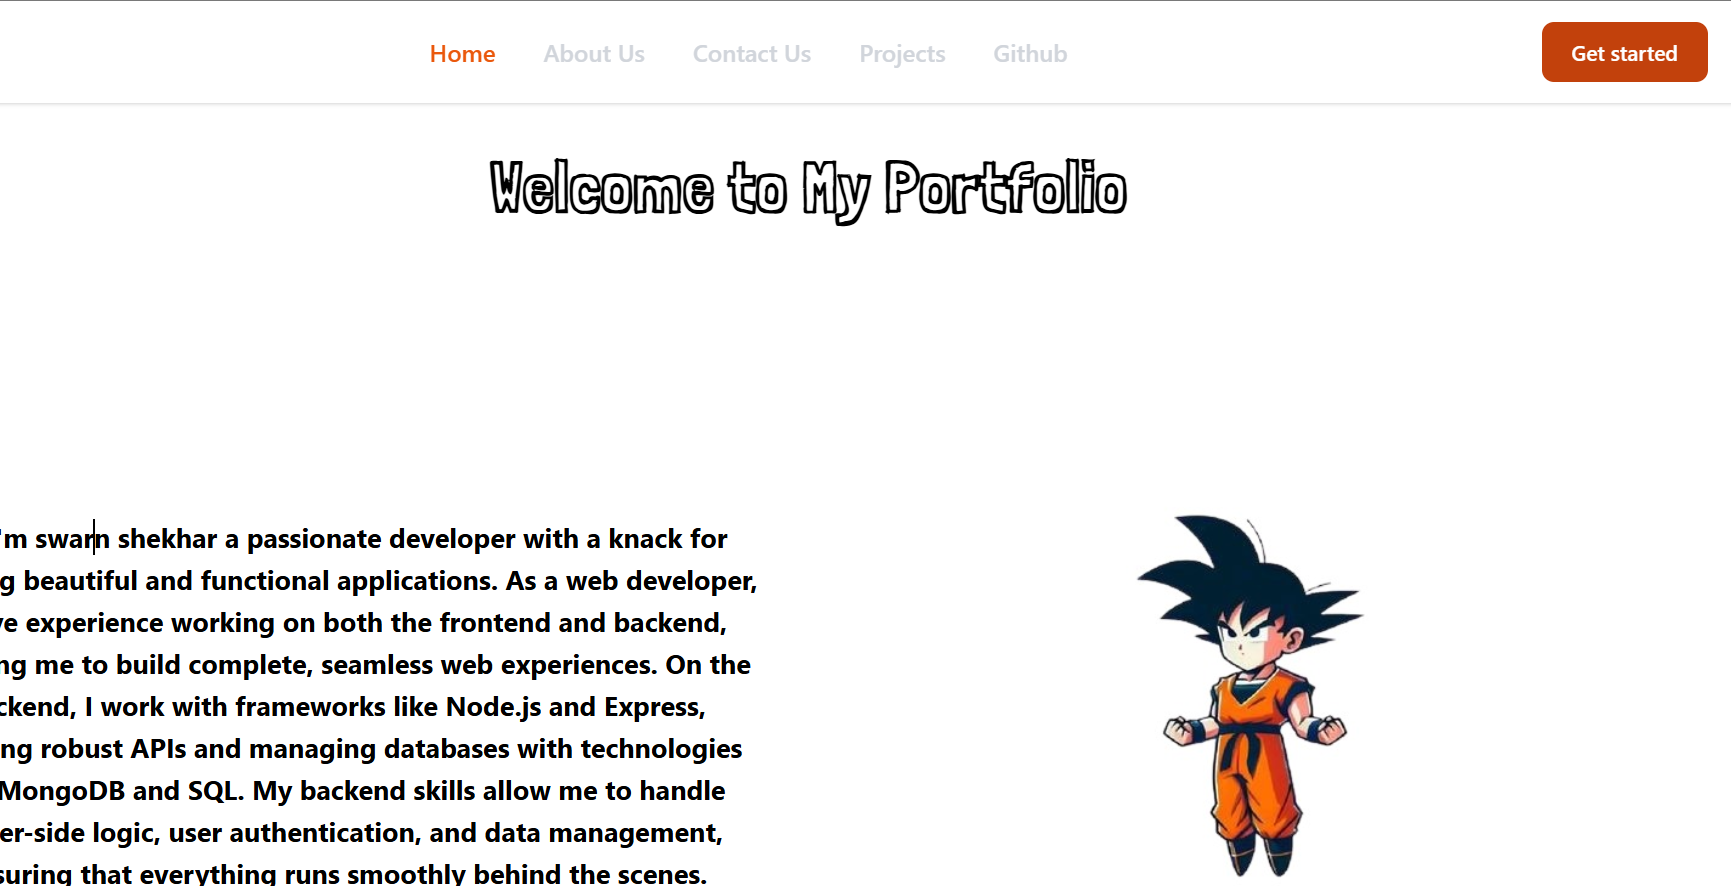 Home About Us Contact Us Projects Github Get started
Welcome to My Portfolio
'm swarn shekhar a passionate developer with a knack for
g beautiful and functional applications. As a web developer,
ve experience working on both the frontend and backend,
ng me to build complete, seamless web experiences. On the
ckend, I work with frameworks like Node.js and Express,
ng robust APIs and managing databases with technologies
MongoDB and SQL. My backend skills allow me to handle
er-side logic, user authentication, and data management,
suring that everything runs smoothly behind the scenes.